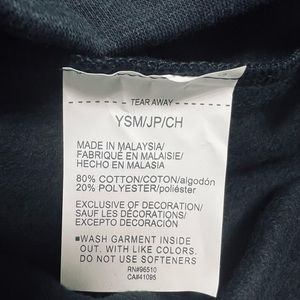 --- TEAR AWAY ---
YSM/JP/CH
MADE IN MALAYSIA/
FABRIQUÉ EN MALAISIE/
HECHO EN MALASIA
80% COTTON/COTON/algodón
20% POLYESTER/poliéster
EXCLUSIVE OF DECORATION/
SAUF LES DÉCORATIONS/
EXCEPTO DECORACIÓN
■WASH GARMENT INSIDE
OUT. WITH LIKE COLORS.
DO NOT USE SOFTENERS
RN#96510
CA#41095